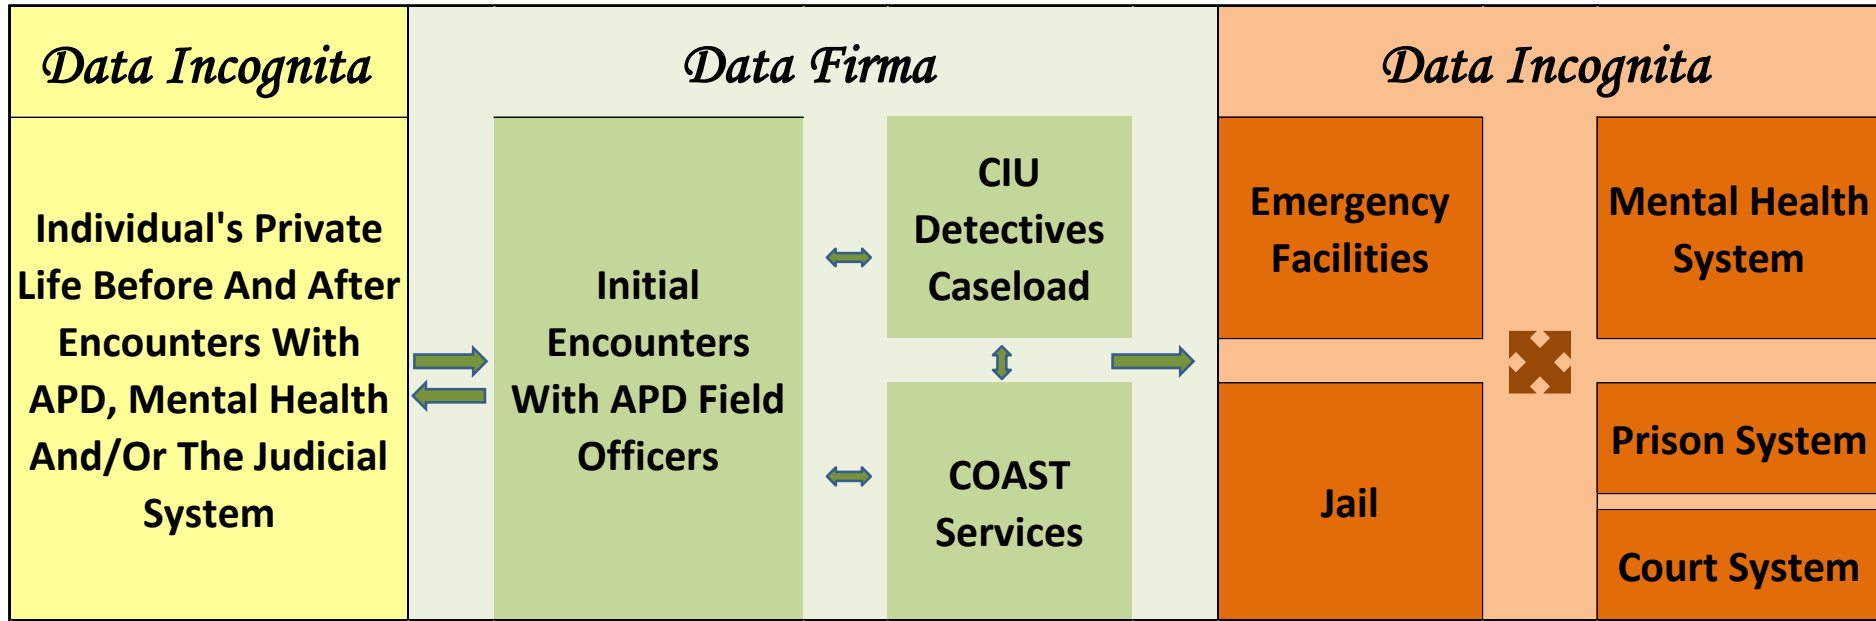 Data Incognita
Individual's Private
Life Before And After
Encounters With
APD, Mental Health
And/Or The Judicial
System
Data Firma
Initial
Encounters
With APD Field
Officers
CIU
Detectives
Caseload
COAST
Services
Data Incognita
Emergency
Facilities
Mental Health
System
Jail
Prison System
Court System